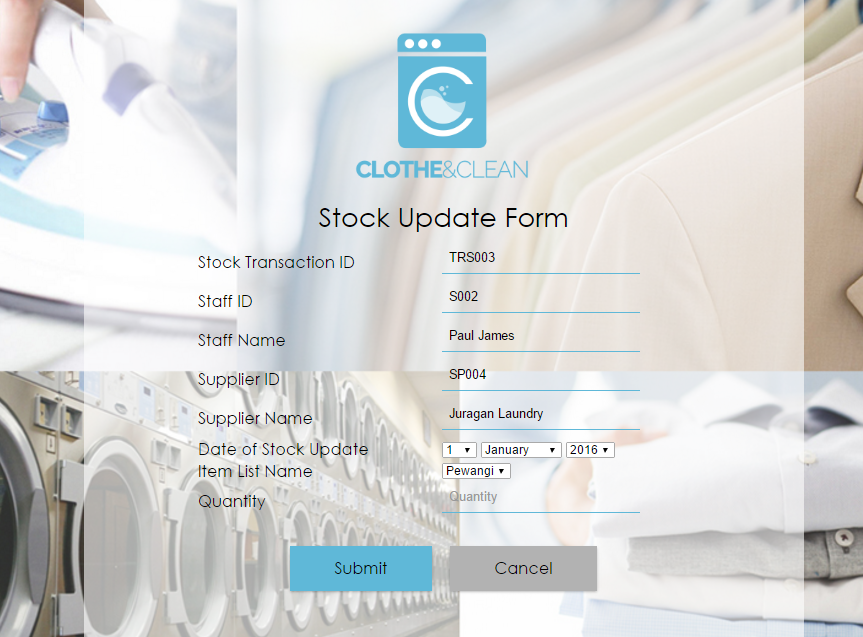 CLOTHE&CLEAN
Stock Update Form
Stock Transaction ID TRS003
Staff ID S002
Staff Name Paul James
Supplier ID SP004
Supplier Name Juragan Laundry
Date of Stock Update 1 January 2016
Item List Name Pewangi
Quantity Quantity
Submit Cancel